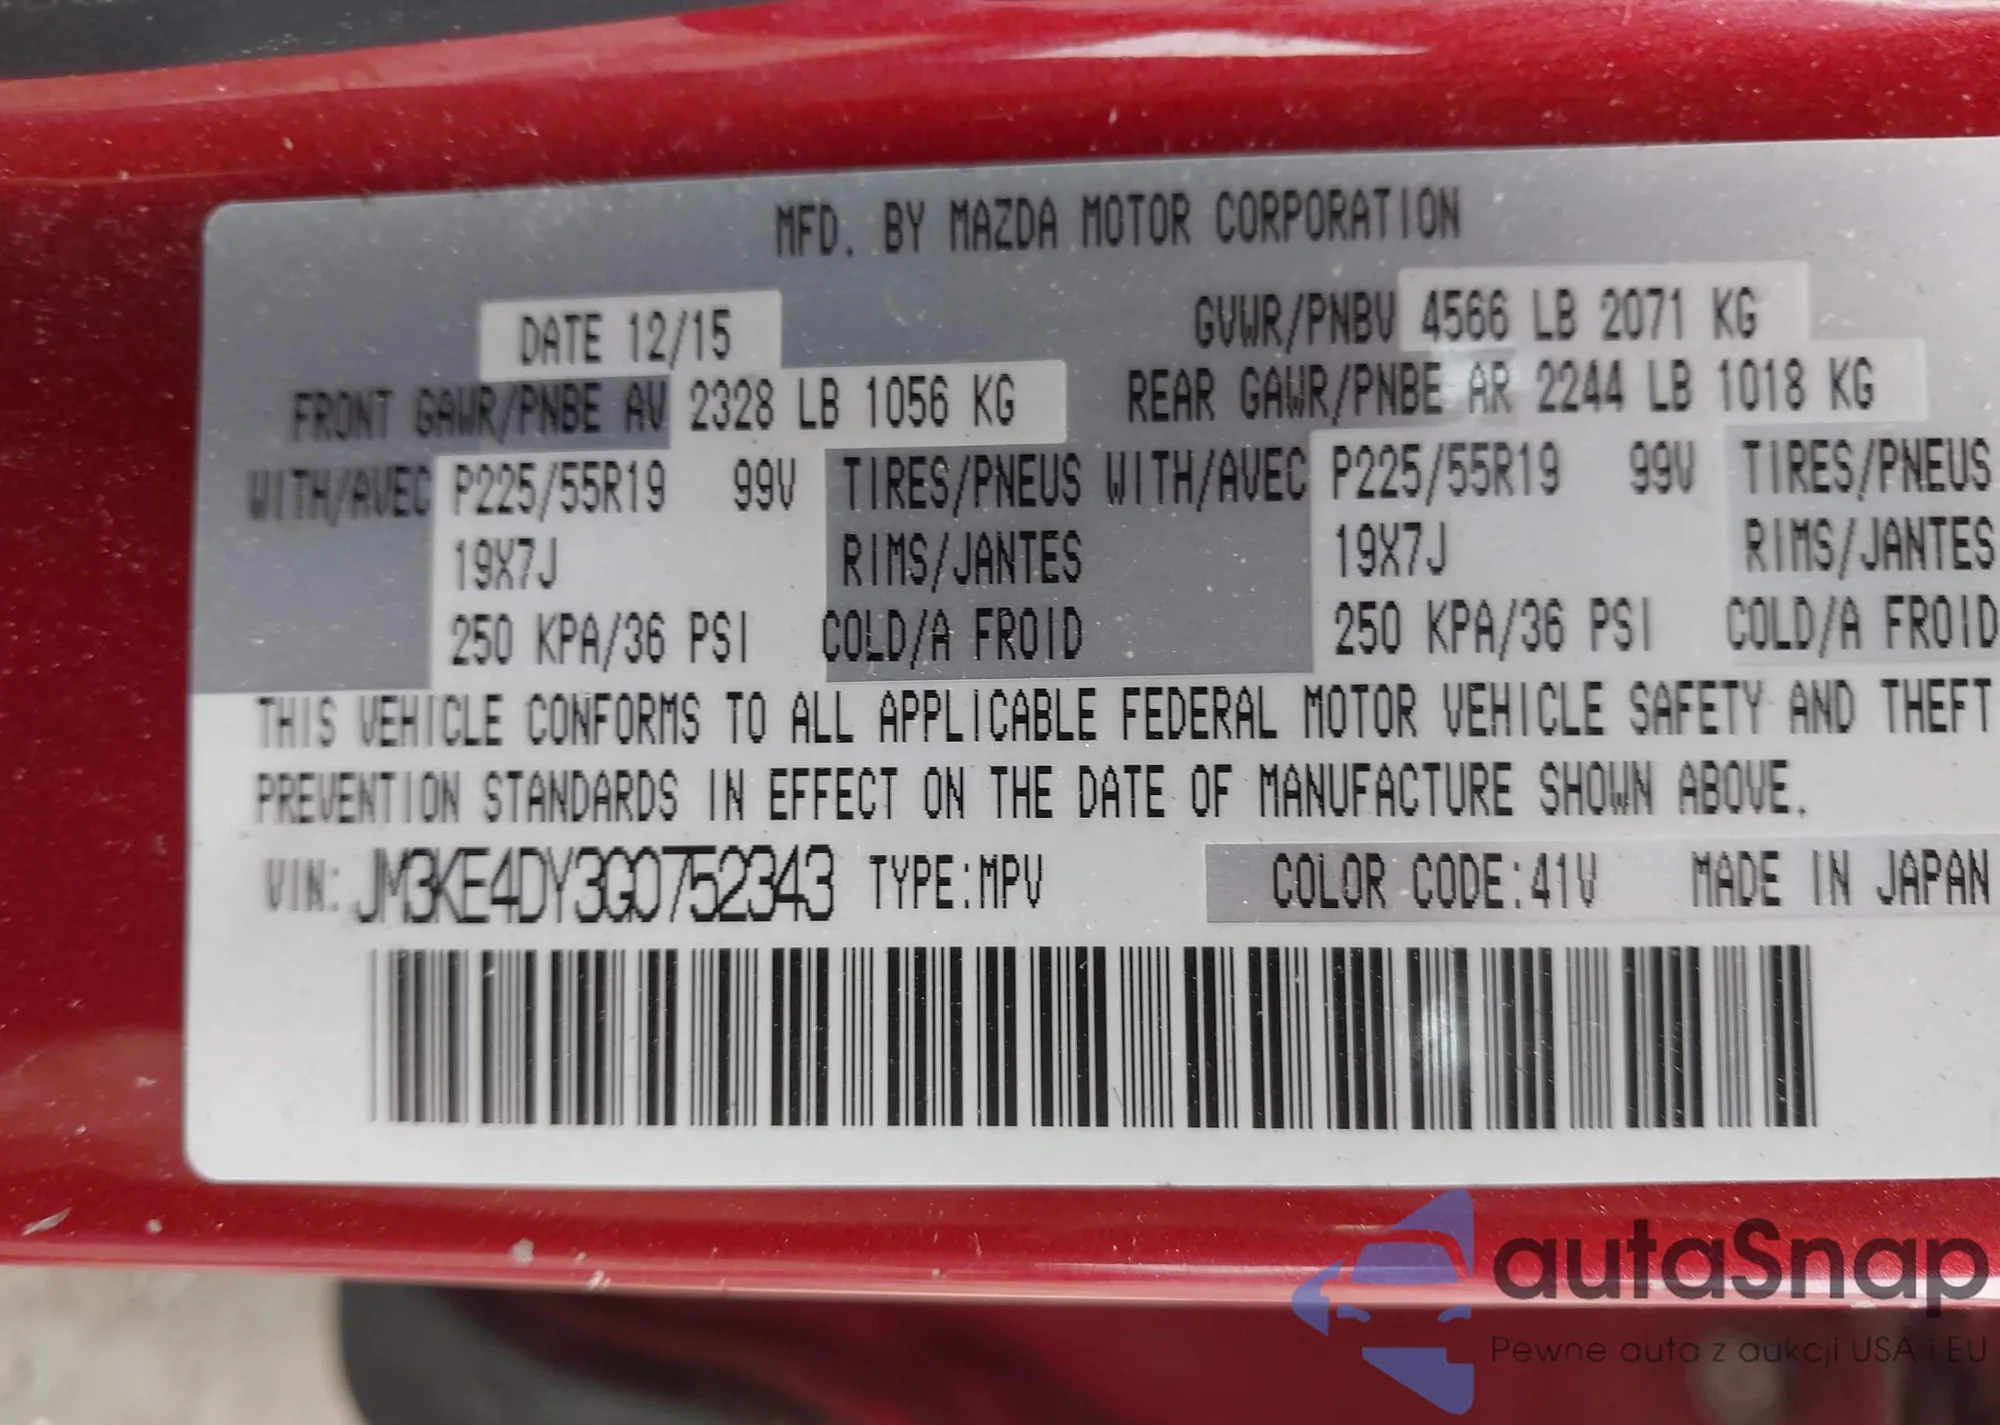 MFD. BY MAZDA MOTOR CORPORATION
DATE 12/15 GVWR/PNBV 4566 LB 2071 KG
FRONT GAWR/PNBE AV 2328 LB 1056 KG REAR GAWR/PNBE AR 2244 LB 1018 KG
WITH/AVEC P225/55R19 99V TIRES/PNEUS WITH/AVEC P225/55R19 99V TIRES/PNEUS
19X7J RIMS/JANTES 19X7J RIMS/JANTES
250 KPA/36 PSI COLD/A FROID 250 KPA/36 PSI COLD/A FROID
THIS VEHICLE CONFORMS TO ALL APPLICABLE FEDERAL MOTOR VEHICLE SAFETY AND THEFT
PREVENTION STANDARDS IN EFFECT ON THE DATE OF MANUFACTURE SHOWN ABOVE.
VIN: JM3KE4DY3G0752343 TYPE:MPV COLOR CODE:41V MADE IN JAPAN
autaSnap
Pewne auta z aukcji USA i EU